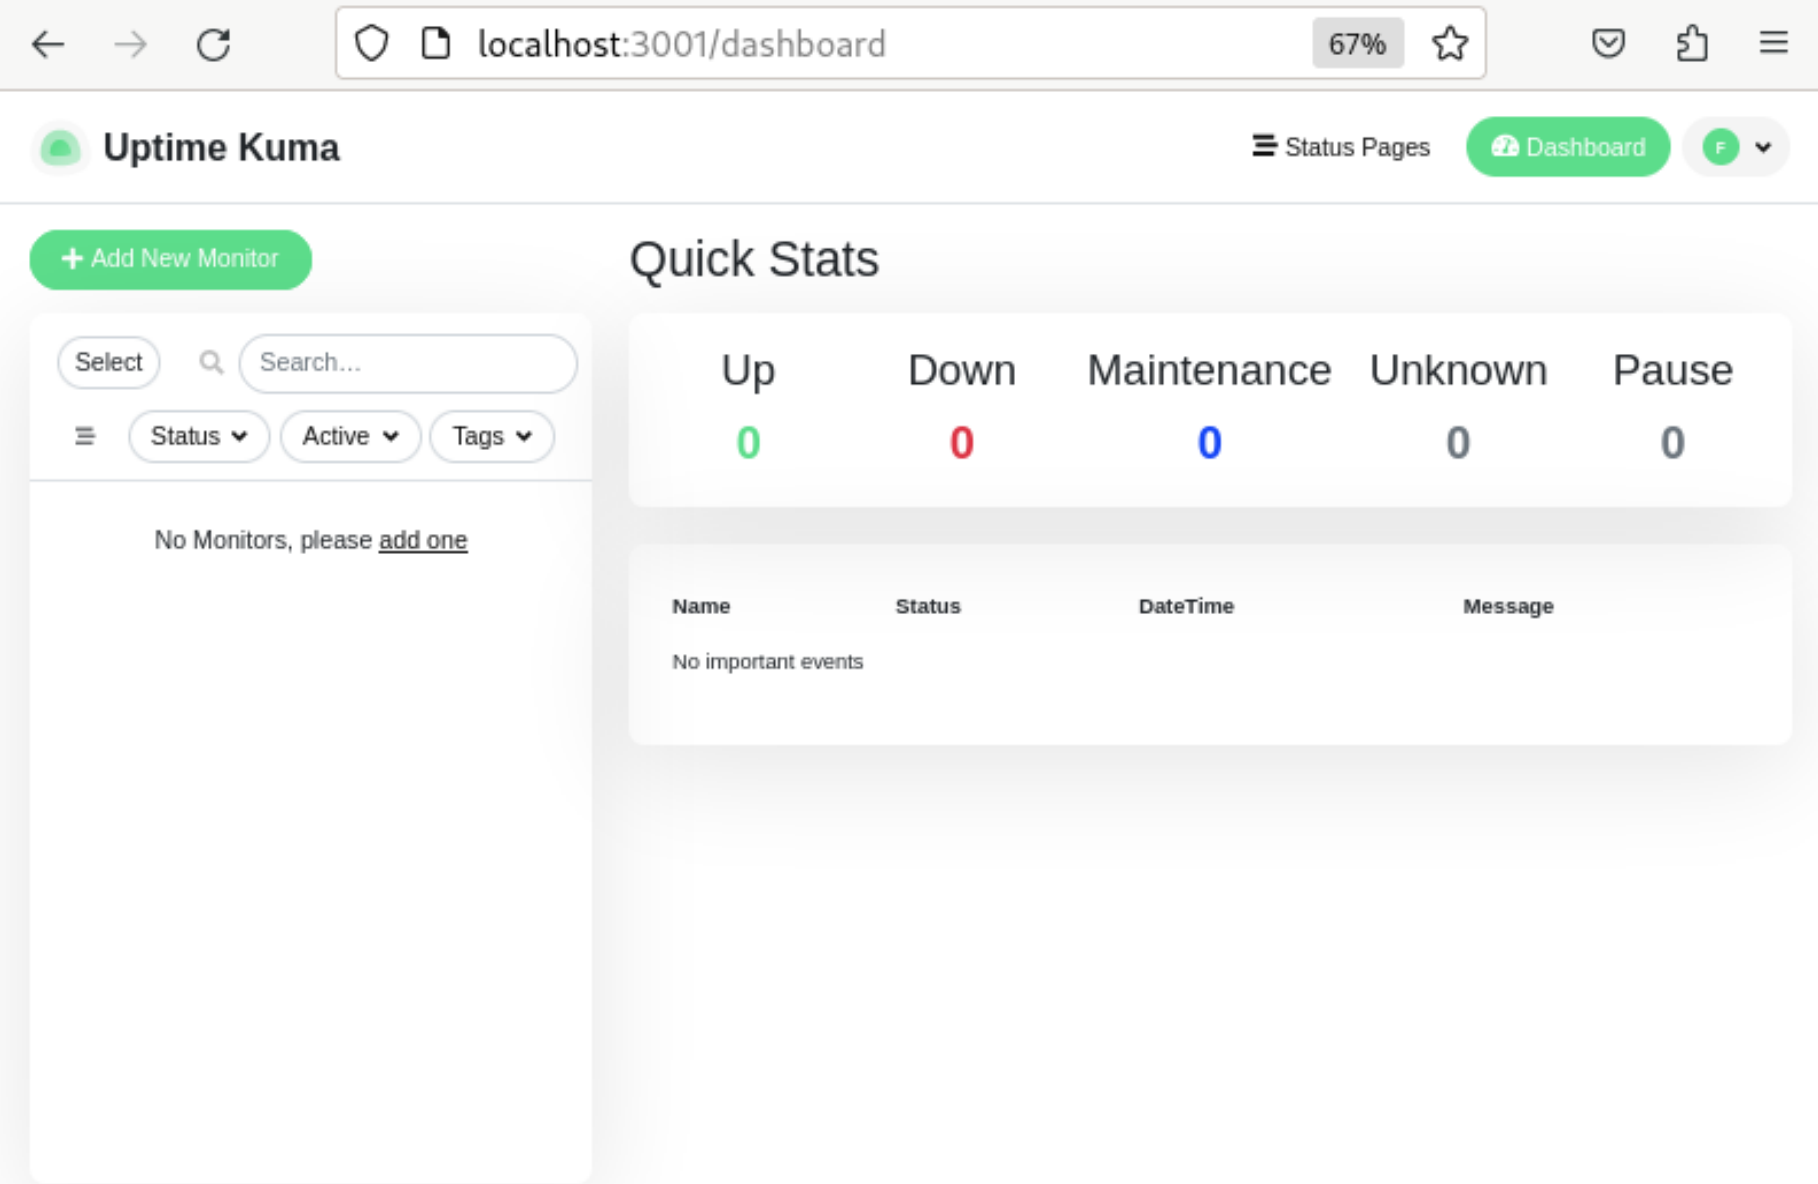 localhost:3001/dashboard 67%
Uptime Kuma Status Pages Dashboard F
Add New Monitor
Quick Stats
Select Search...
Status Active Tags
No Monitors, please add one
Up Down Maintenance Unknown Pause
0 0 0 0 0
Name Status DateTime Message
No important events